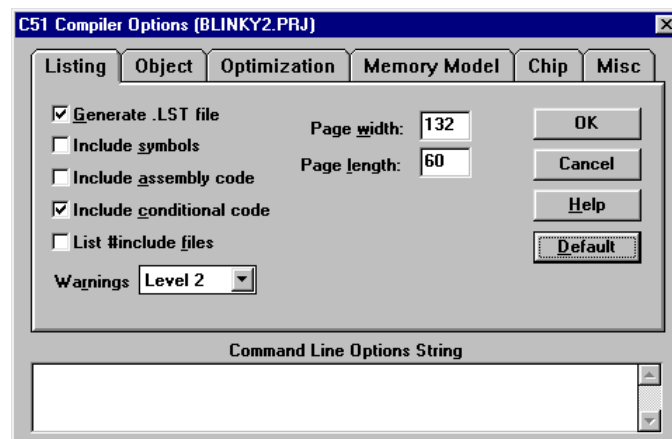 C51 Compiler Options (BLINKY2.PRJ)
Listing Object Optimization Memory Model Chip Misc
Generate .LST file
Include symbols
Include assembly code
Include conditional code
List #include files
Warnings Level 2
Page width: 132
Page length: 60
OK
Cancel
Help
Default
Command Line Options String